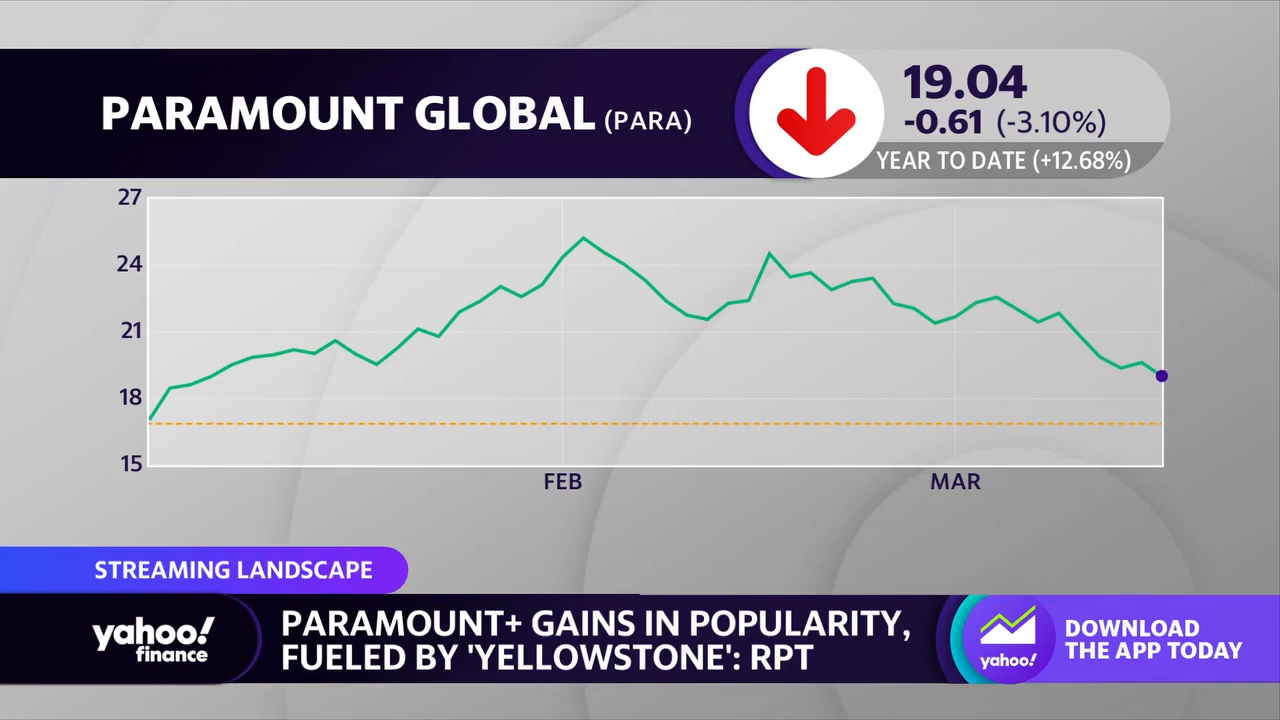 PARAMOUNT GLOBAL (PARA)
19.04
-0.61 (-3.10%)
YEAR TO DATE (+12.68%)
27
24
21
18
15
FEB MAR
STREAMING LANDSCAPE
yahoo!
finance
PARAMOUNT+ GAINS IN POPULARITY,
FUELED BY 'YELLOWSTONE': RPT
yahoo!
DOWNLOAD
THE APP TODAY